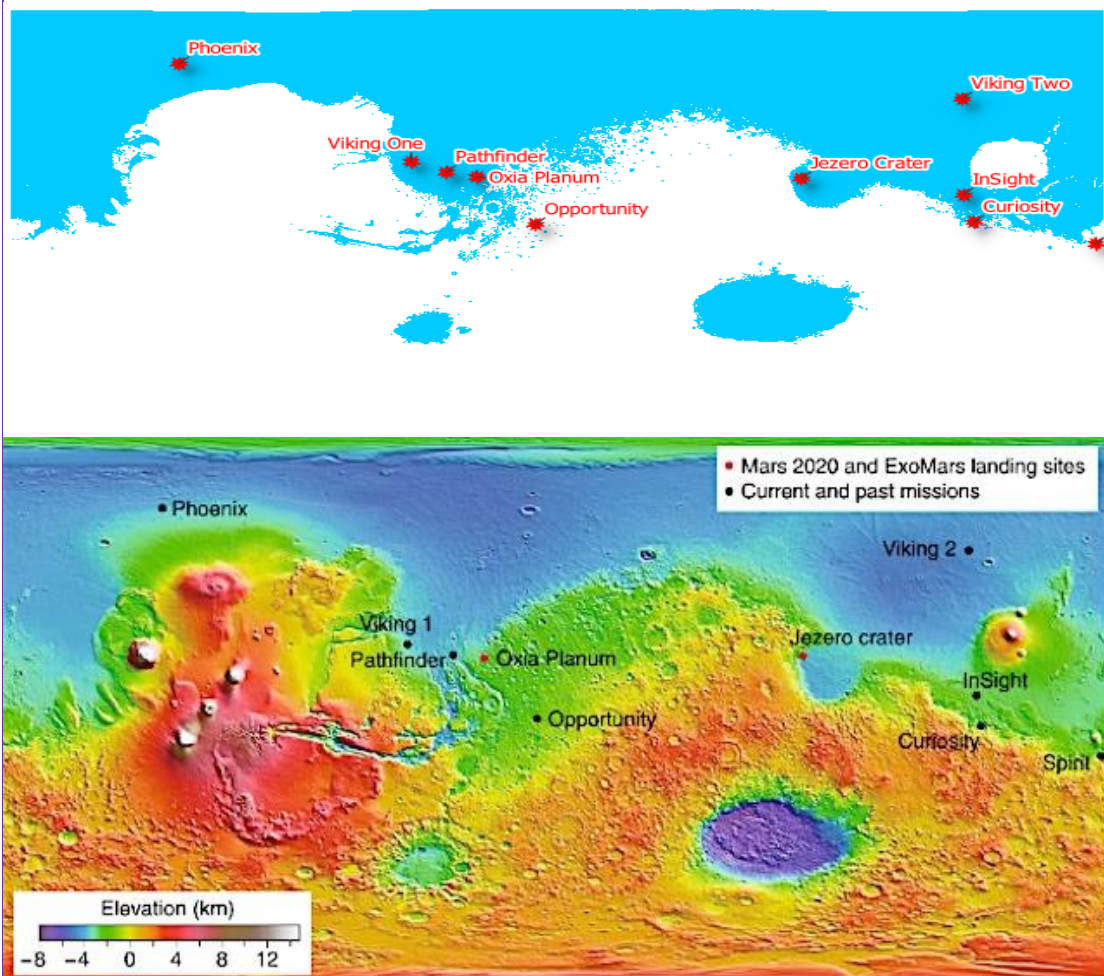 Phoenix
Viking Two
Viking One
Pathfinder
Jezero Crater
Oxia Planum
InSight
Opportunity
Curiosity
• Mars 2020 and ExoMars landing sites
• Current and past missions
Phoenix
Viking 2
Viking 1
Jezero crater
Pathfinder
Oxia Planum
InSight
Opportunity
Curiosity
Spirit
Elevation (km)
−8 −4 0 4 8 12